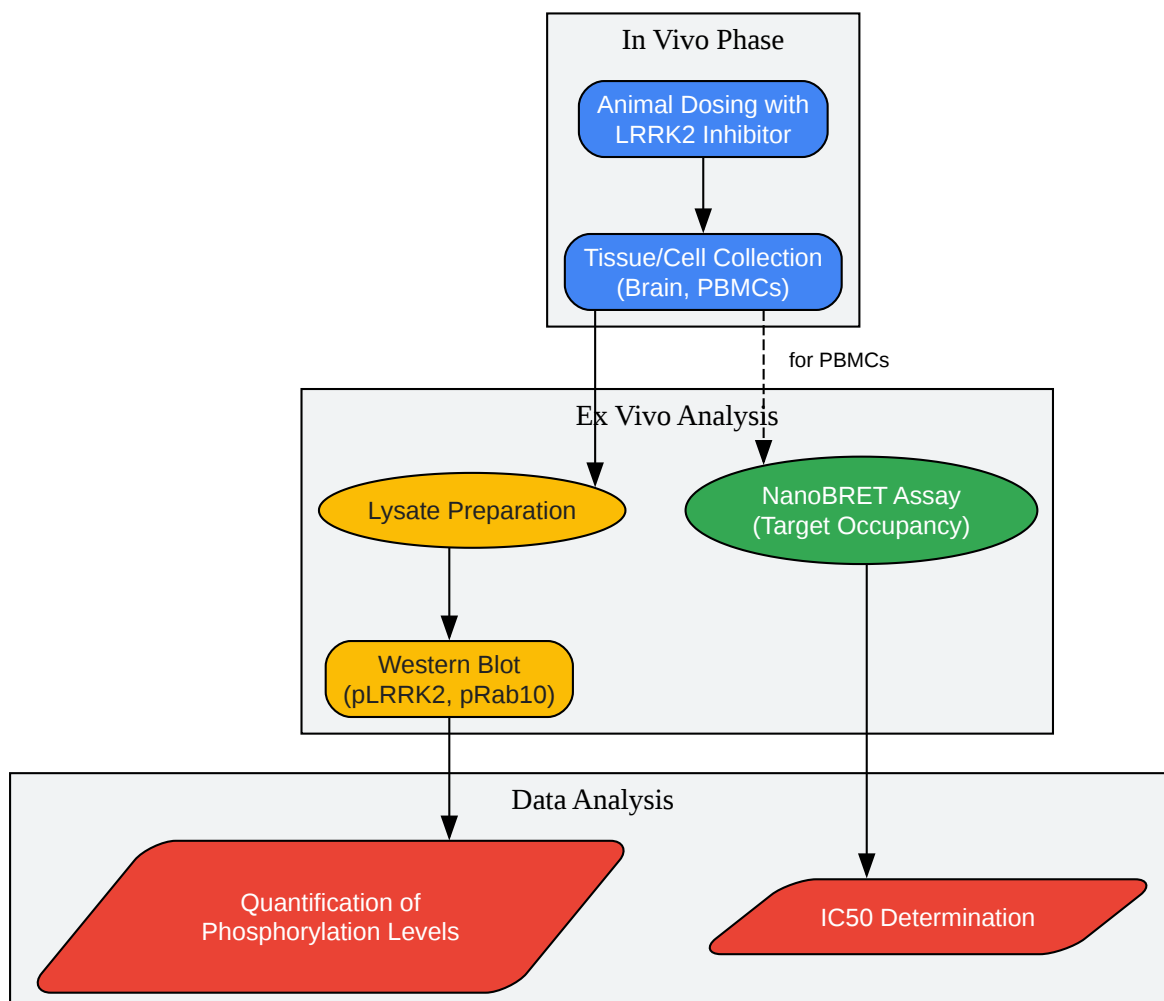 In Vivo Phase
Animal Dosing with
LRRK2 Inhibitor
Tissue/Cell Collection
(Brain, PBMCs)
for PBMCs
Ex Vivo Analysis
Lysate Preparation
NanoBRET Assay
(Target Occupancy)
Western Blot
(pLRRK2, pRab10)
Data Analysis
Quantification of
Phosphorylation Levels
IC50 Determination